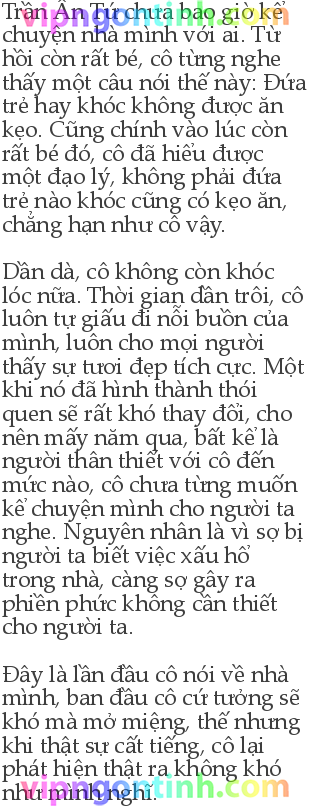 Trần Ân Tứ chưa bao giờ kể
chuyện nhà mình với ai. Từ
hồi còn rất bé, cô từng nghe
thấy một câu nói thế này: Đứa
trẻ hay khóc không được ăn
kẹo. Cũng chính vào lúc còn
rất bé đó, cô đã hiểu được
một đạo lý, không phải đứa
trẻ nào khóc cũng có kẹo ăn,
chẳng hạn như cô vậy.
Dần dà, cô không còn khóc
lóc nữa. Thời gian dần trôi, cô
luôn tự giấu đi nỗi buồn của
mình, luôn cho mọi người
thấy sự tươi đẹp tích cực. Một
khi nó đã hình thành thói
quen sẽ rất khó thay đổi, cho
nên mấy năm qua, bất kể là
người thân thiết với cô đến
mức nào, cô chưa từng muốn
kể chuyện mình cho người ta
nghe. Nguyên nhân là vì sợ bị
người ta biết việc xấu hổ
trong nhà, càng sợ gây ra
phiền phức không cần thiết
cho người ta.
Đây là lần đầu cô nói về nhà
mình, ban đầu cô cứ tưởng sẽ
khó mà mở miệng, thế nhưng
khi thật sự cất tiếng, cô lại
phát hiện thật ra không khó
như mình nghĩ.
vipngontinh.com
vipngontinh.com